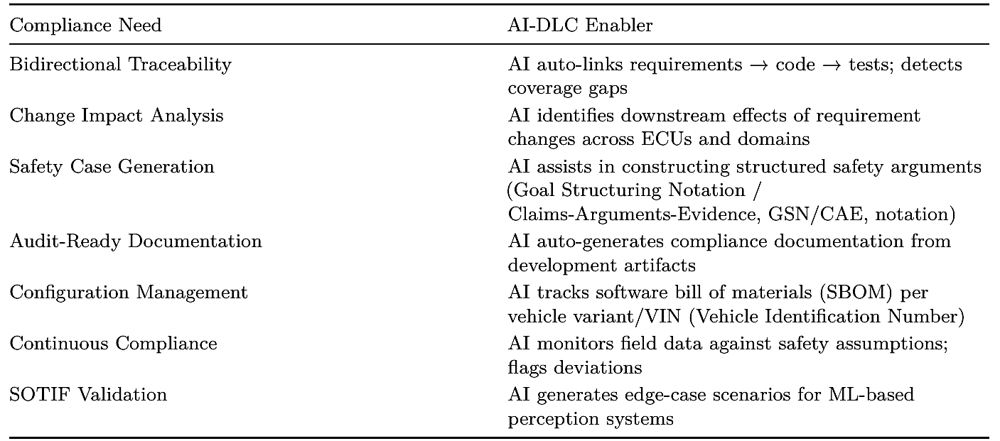 Compliance Need AI-DLC Enabler
Bidirectional Traceability AI auto-links requirements → code → tests; detects
coverage gaps
Change Impact Analysis AI identifies downstream effects of requirement
changes across ECUs and domains
Safety Case Generation AI assists in constructing structured safety arguments
(Goal Structuring Notation /
Claims-Arguments-Evidence, GSN/CAE, notation)
Audit-Ready Documentation AI auto-generates compliance documentation from
development artifacts
Configuration Management AI tracks software bill of materials (SBOM) per
vehicle variant/VIN (Vehicle Identification Number)
Continuous Compliance AI monitors field data against safety assumptions;
flags deviations
SOTIF Validation AI generates edge-case scenarios for ML-based
perception systems